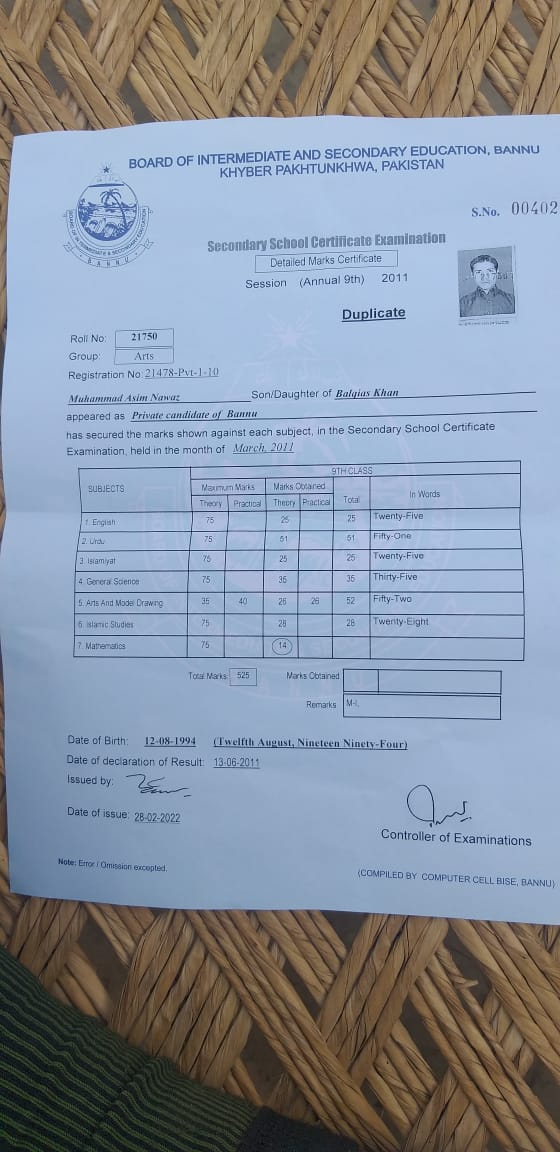 BOARD OF INTERMEDIATE AND SECONDARY EDUCATION, BANNU
KHYBER PAKHTUNKHWA, PAKISTAN
BOARD OF INTERMEDIATE & SECONDARY EDUCATION
BANNU
S.No. 00402
Secondary School Certificate Examination
Detailed Marks Certificate
Session (Annual 9th) 2011
Duplicate
Roll No: 21750
Group: Arts
Registration No: 21478-Pvt-1-10
Muhammad Asim Nawaz Son/Daughter of Balqias Khan
appeared as Private candidate of Bannu
has secured the marks shown against each subject, in the Secondary School Certificate
Examination, held in the month of March, 2011
9TH CLASS
SUBJECTS Maximum Marks Marks Obtained Total In Words
Theory Practical Theory Practical
1. English 75 25 25 Twenty-Five
2. Urdu 75 51 51 Fifty-One
3. Islamiyat 75 25 25 Twenty-Five
4. General Science 75 35 35 Thirty-Five
5. Arts And Model Drawing 35 40 26 26 52 Fifty-Two
6. Islamic Studies 75 28 28 Twenty-Eight
7. Mathematics 75 14
Total Marks: 525 Marks Obtained
Remarks M-I,
Date of Birth: 12-08-1994 (Twelfth August, Nineteen Ninety-Four)
Date of declaration of Result: 13-06-2011
Issued by:
Date of issue: 28-02-2022
Controller of Examinations
Note: Error / Omission excepted.
(COMPILED BY COMPUTER CELL BISE, BANNU)